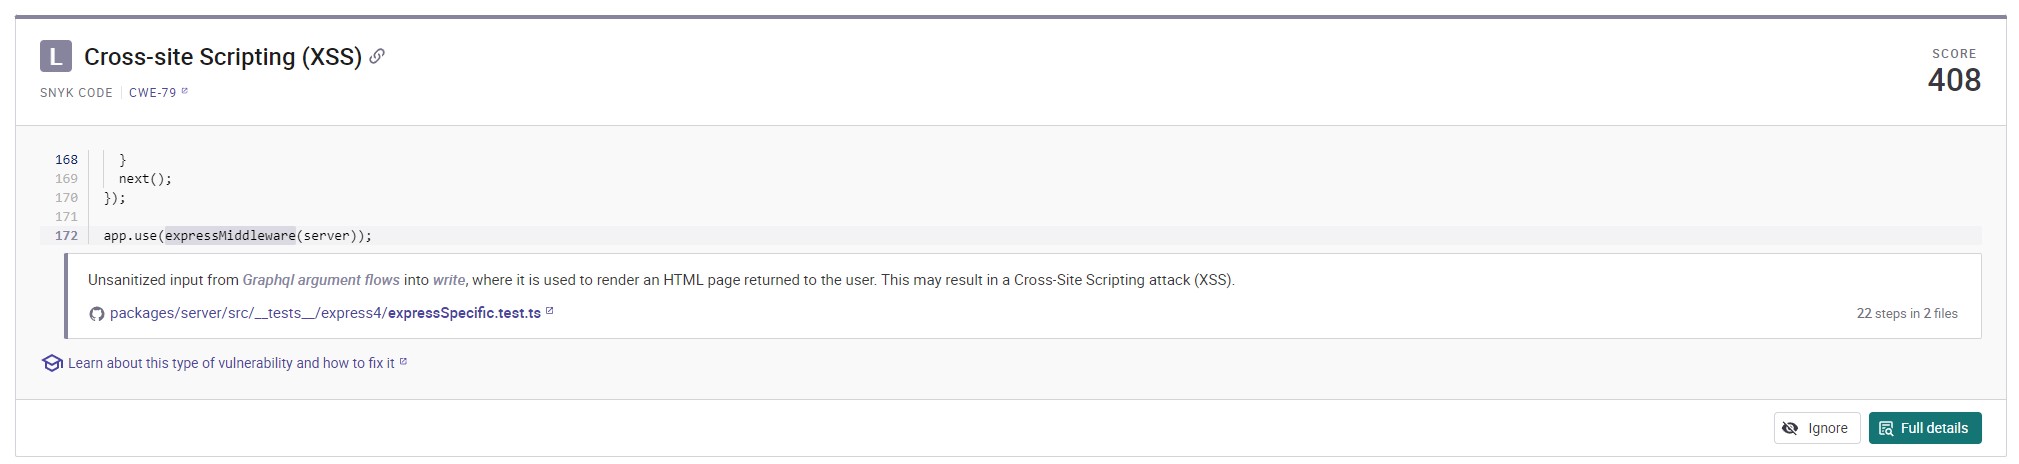 L Cross-site Scripting (XSS)
SCORE
408
SNYK CODE | CWE-79
168 }
169 next();
170 });
171
172 app.use(expressMiddleware(server));
Unsanitized input from Graphql argument flows into write, where it is used to render an HTML page returned to the user. This may result in a Cross-Site Scripting attack (XSS).
packages/server/src/__tests__/express4/expressSpecific.test.ts
22 steps in 2 files
Learn about this type of vulnerability and how to fix it
Ignore
Full details